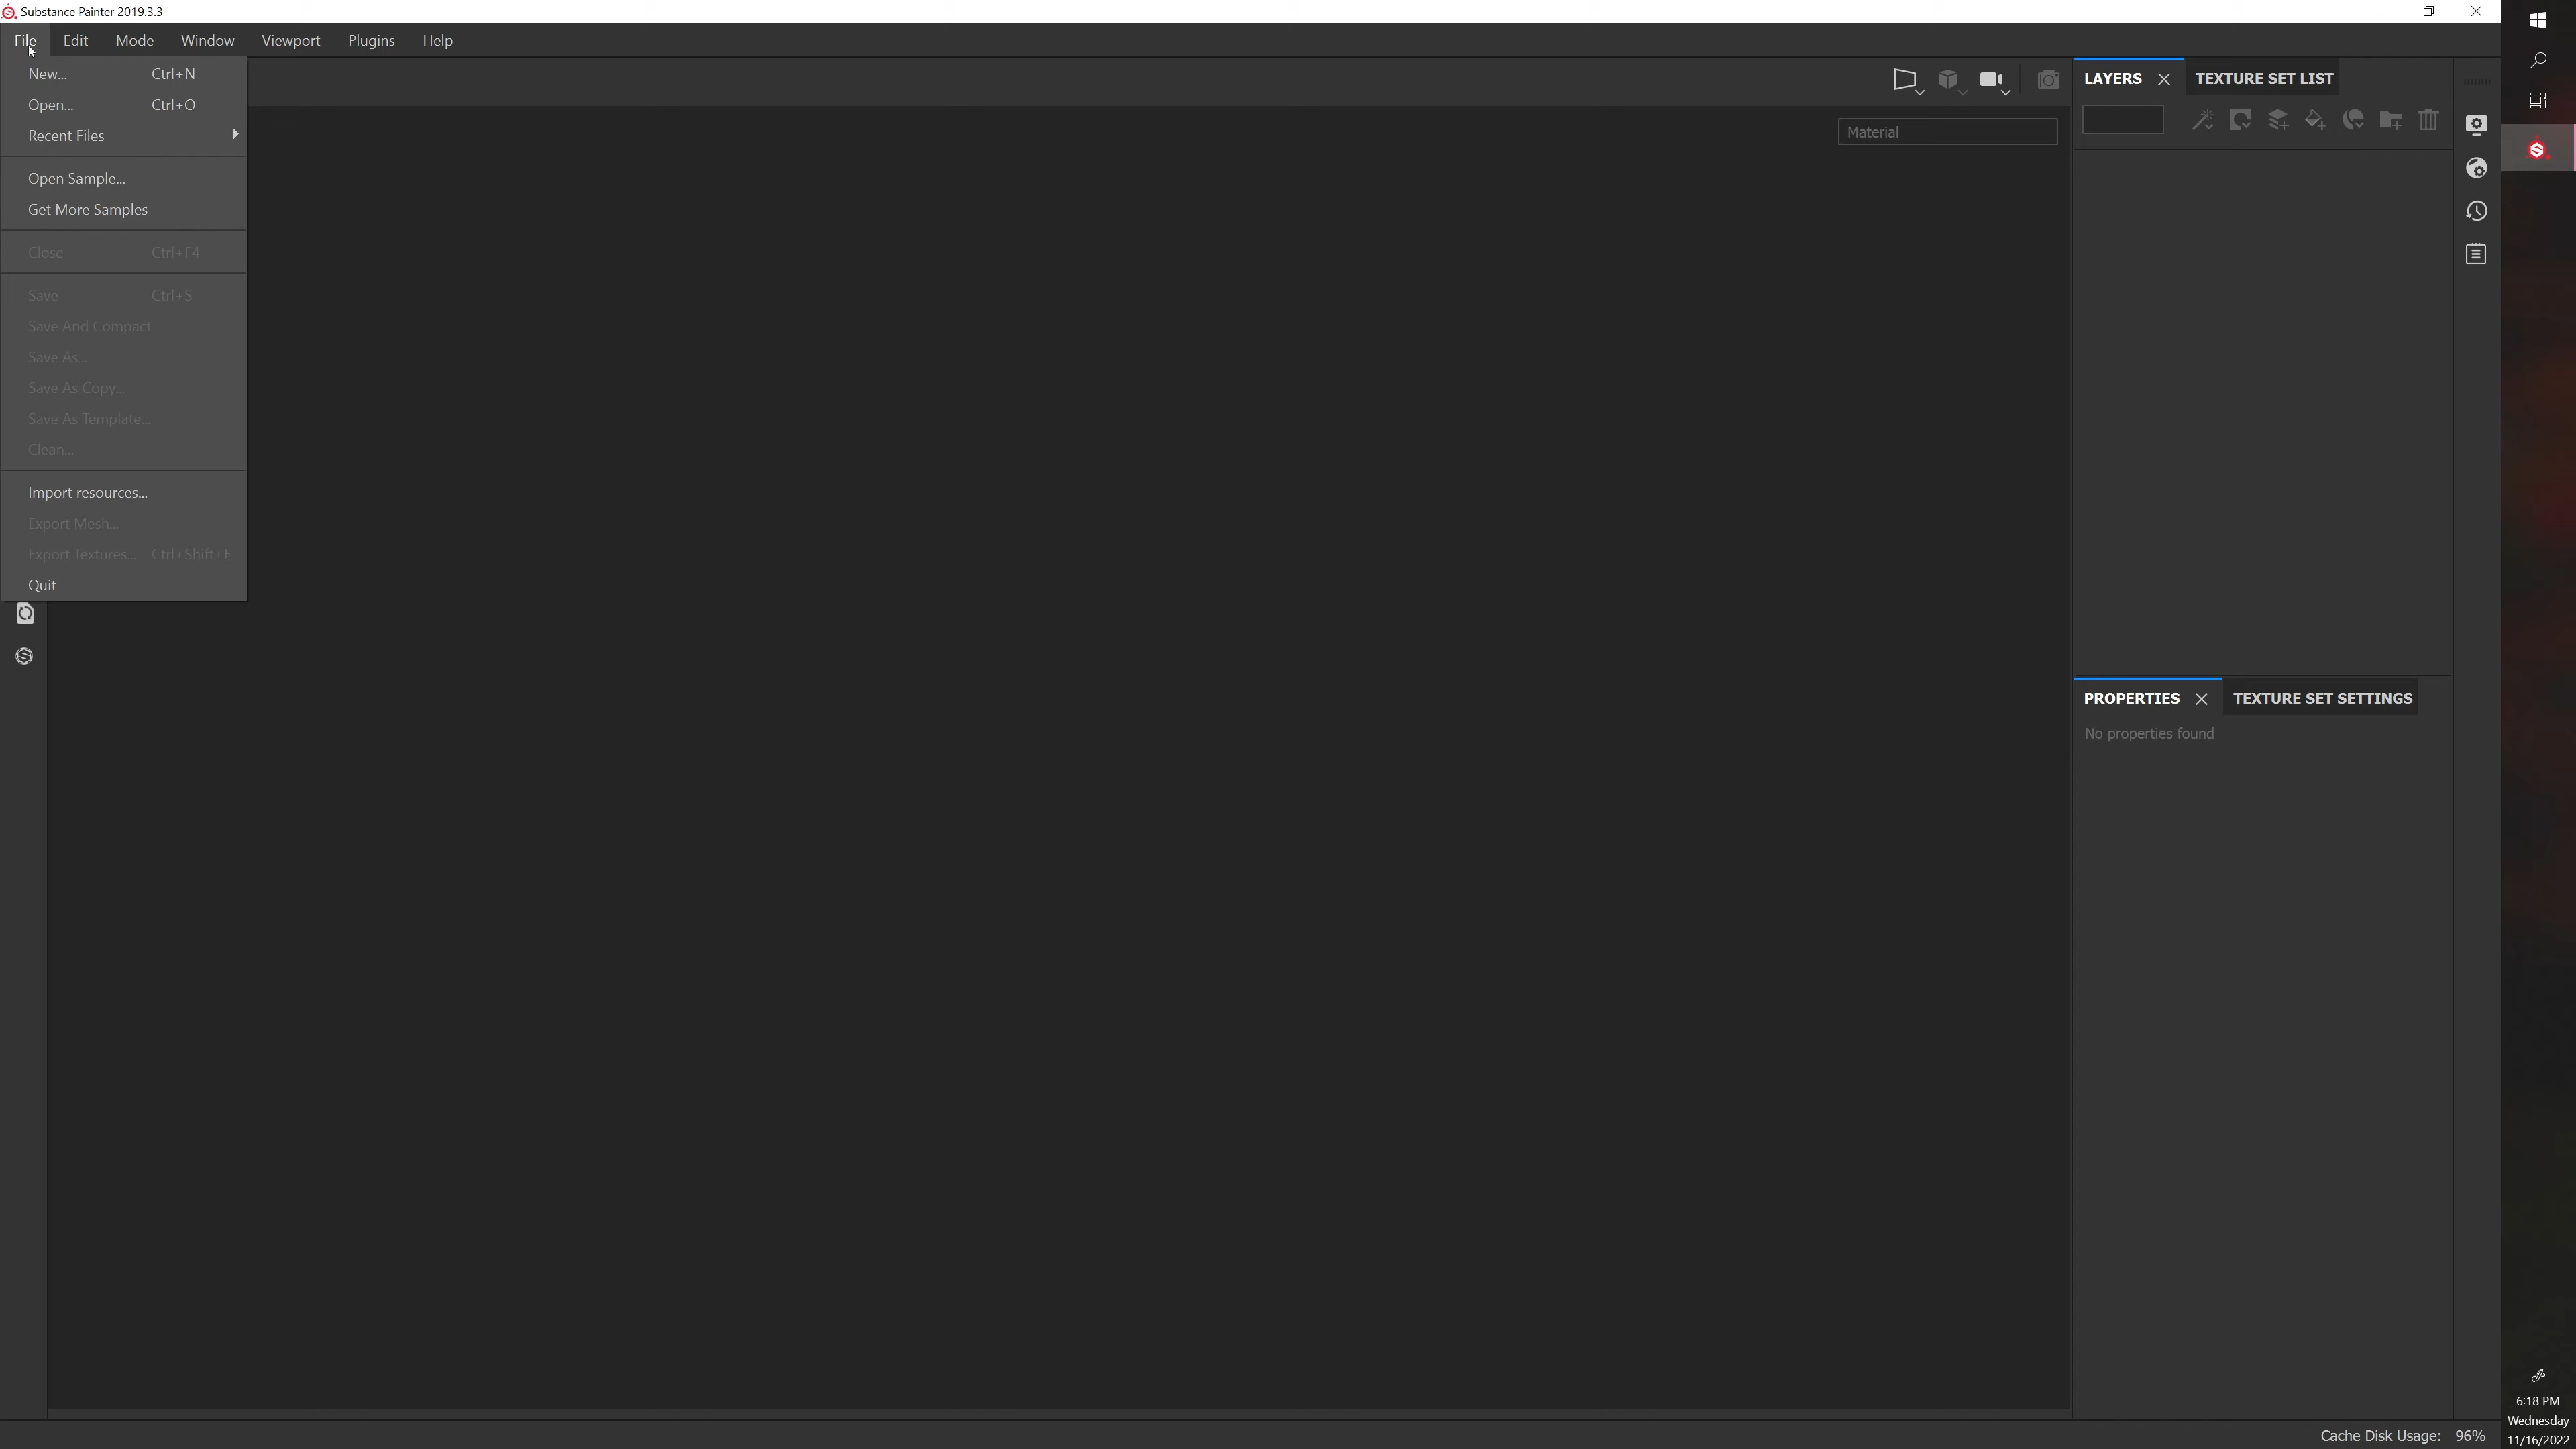 Substance Painter 2019.3.3
File Edit Mode Window Viewport Plugins Help
New... Ctrl+N
Open... Ctrl+O
Recent Files
Open Sample...
Get More Samples
Close Ctrl+F4
Save Ctrl+S
Save And Compact
Save As...
Save As Copy...
Save As Template...
Clean...
Import resources...
Export Mesh...
Export Textures... Ctrl+Shift+E
Quit
Material
LAYERS TEXTURE SET LIST
PROPERTIES TEXTURE SET SETTINGS
No properties found
Cache Disk Usage: 96%
6:18 PM
Wednesday
11/16/2022